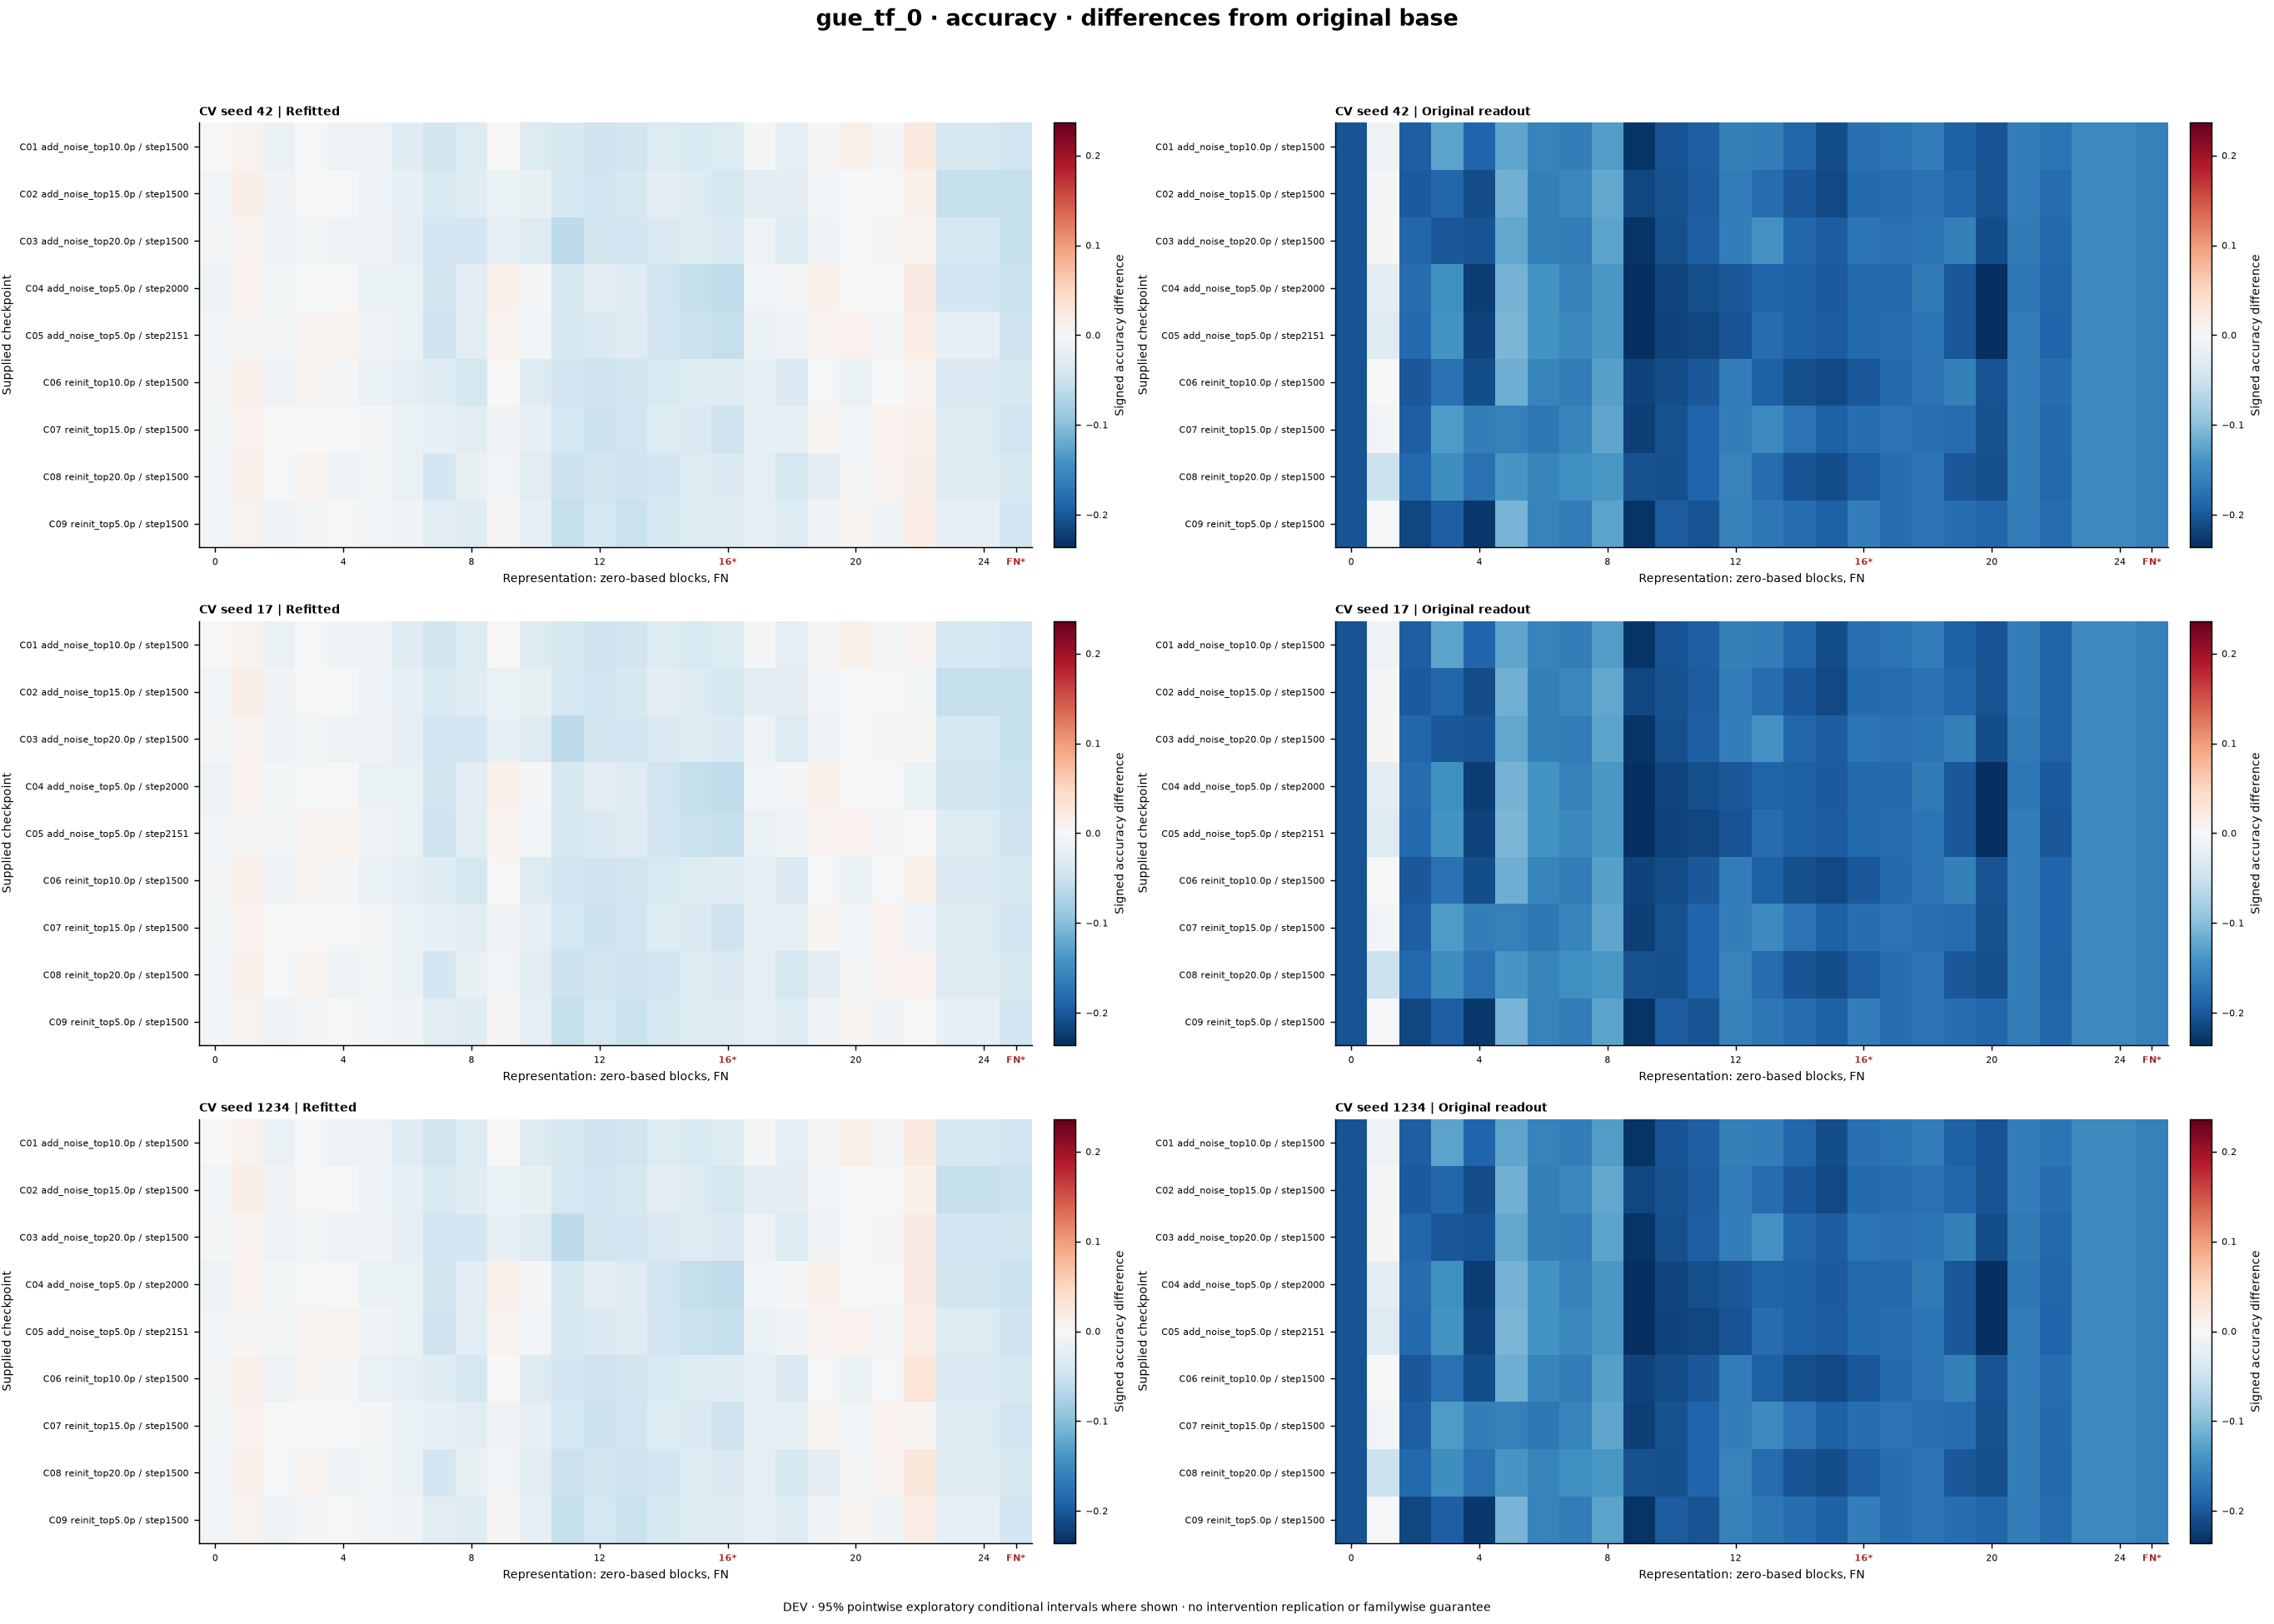 gue_tf_0 · accuracy · differences from original base
CV seed 42 | Refitted
Supplied checkpoint
C01 add_noise_top10.0p / step1500
C02 add_noise_top15.0p / step1500
C03 add_noise_top20.0p / step1500
C04 add_noise_top5.0p / step2000
C05 add_noise_top5.0p / step2151
C06 reinit_top10.0p / step1500
C07 reinit_top15.0p / step1500
C08 reinit_top20.0p / step1500
C09 reinit_top5.0p / step1500
0 4 8 12 16* 20 24 FN*
Representation: zero-based blocks, FN
0.2
0.1
0.0
−0.1
−0.2
Signed accuracy difference
CV seed 42 | Original readout
Supplied checkpoint
C01 add_noise_top10.0p / step1500
C02 add_noise_top15.0p / step1500
C03 add_noise_top20.0p / step1500
C04 add_noise_top5.0p / step2000
C05 add_noise_top5.0p / step2151
C06 reinit_top10.0p / step1500
C07 reinit_top15.0p / step1500
C08 reinit_top20.0p / step1500
C09 reinit_top5.0p / step1500
0 4 8 12 16* 20 24 FN*
Representation: zero-based blocks, FN
0.2
0.1
0.0
−0.1
−0.2
Signed accuracy difference
CV seed 17 | Refitted
Supplied checkpoint
C01 add_noise_top10.0p / step1500
C02 add_noise_top15.0p / step1500
C03 add_noise_top20.0p / step1500
C04 add_noise_top5.0p / step2000
C05 add_noise_top5.0p / step2151
C06 reinit_top10.0p / step1500
C07 reinit_top15.0p / step1500
C08 reinit_top20.0p / step1500
C09 reinit_top5.0p / step1500
0 4 8 12 16* 20 24 FN*
Representation: zero-based blocks, FN
0.2
0.1
0.0
−0.1
−0.2
Signed accuracy difference
CV seed 17 | Original readout
Supplied checkpoint
C01 add_noise_top10.0p / step1500
C02 add_noise_top15.0p / step1500
C03 add_noise_top20.0p / step1500
C04 add_noise_top5.0p / step2000
C05 add_noise_top5.0p / step2151
C06 reinit_top10.0p / step1500
C07 reinit_top15.0p / step1500
C08 reinit_top20.0p / step1500
C09 reinit_top5.0p / step1500
0 4 8 12 16* 20 24 FN*
Representation: zero-based blocks, FN
0.2
0.1
0.0
−0.1
−0.2
Signed accuracy difference
CV seed 1234 | Refitted
Supplied checkpoint
C01 add_noise_top10.0p / step1500
C02 add_noise_top15.0p / step1500
C03 add_noise_top20.0p / step1500
C04 add_noise_top5.0p / step2000
C05 add_noise_top5.0p / step2151
C06 reinit_top10.0p / step1500
C07 reinit_top15.0p / step1500
C08 reinit_top20.0p / step1500
C09 reinit_top5.0p / step1500
0 4 8 12 16* 20 24 FN*
Representation: zero-based blocks, FN
0.2
0.1
0.0
−0.1
−0.2
Signed accuracy difference
CV seed 1234 | Original readout
Supplied checkpoint
C01 add_noise_top10.0p / step1500
C02 add_noise_top15.0p / step1500
C03 add_noise_top20.0p / step1500
C04 add_noise_top5.0p / step2000
C05 add_noise_top5.0p / step2151
C06 reinit_top10.0p / step1500
C07 reinit_top15.0p / step1500
C08 reinit_top20.0p / step1500
C09 reinit_top5.0p / step1500
0 4 8 12 16* 20 24 FN*
Representation: zero-based blocks, FN
0.2
0.1
0.0
−0.1
−0.2
Signed accuracy difference
DEV · 95% pointwise exploratory conditional intervals where shown · no intervention replication or familywise guarantee